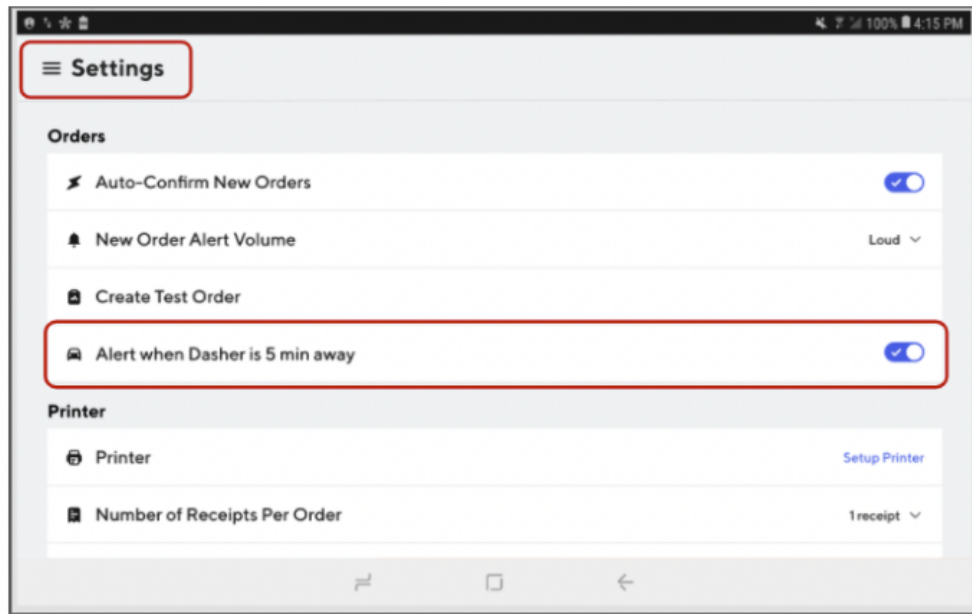 100% 4:15 PM
Settings
Orders
Auto-Confirm New Orders
New Order Alert Volume Loud
Create Test Order
Alert when Dasher is 5 min away
Printer
Printer Setup Printer
Number of Receipts Per Order 1 receipt